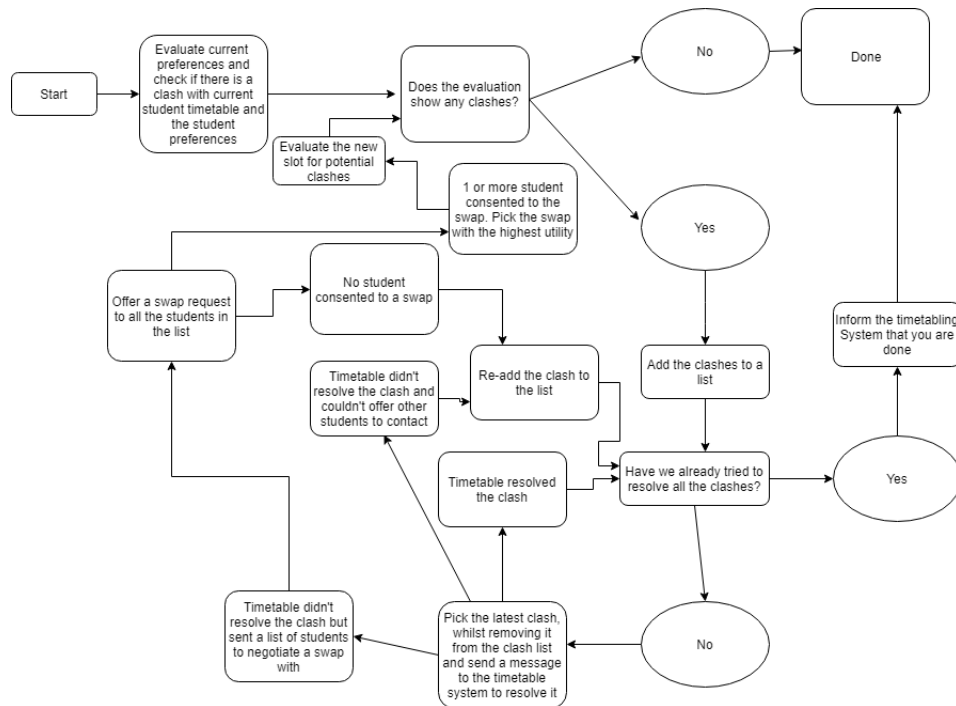 Start
Evaluate current
preferences and
check if there is a
clash with current
student timetable and
the student
preferences
Does the evaluation
show any clashes?
No
Done
Evaluate the new
slot for potential
clashes
1 or more student
consented to the
swap. Pick the swap
with the highest utility
Yes
Offer a swap request
to all the students in
the list
No student
consented to a swap
Inform the timetabling
System that you are
done
Timetable didn't
resolve the clash and
couldn't offer other
students to contact
Re-add the clash to
the list
Add the clashes to a
list
Timetable resolved
the clash
Have we already tried to
resolve all the clashes?
Yes
Timetable didn't
resolve the clash but
sent a list of students
to negotiate a swap
with
Pick the latest clash,
whilst removing it
from the clash list
and send a message
to the timetable
system to resolve it
No